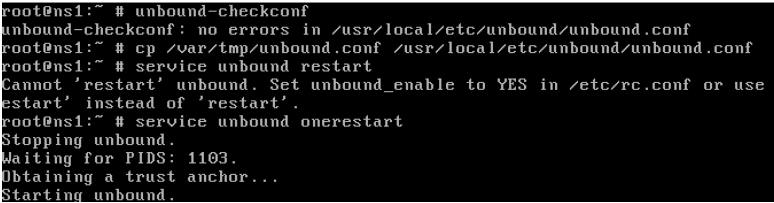 root@ns1:~ # unbound-checkconf
unbound-checkconf: no errors in /usr/local/etc/unbound/unbound.conf
root@ns1:~ # cp /var/tmp/unbound.conf /usr/local/etc/unbound/unbound.conf
root@ns1:~ # service unbound restart
Cannot 'restart' unbound. Set unbound_enable to YES in /etc/rc.conf or use
estart' instead of 'restart'.
root@ns1:~ # service unbound onerestart
Stopping unbound.
Waiting for PIDS: 1103.
Obtaining a trust anchor...
Starting unbound.